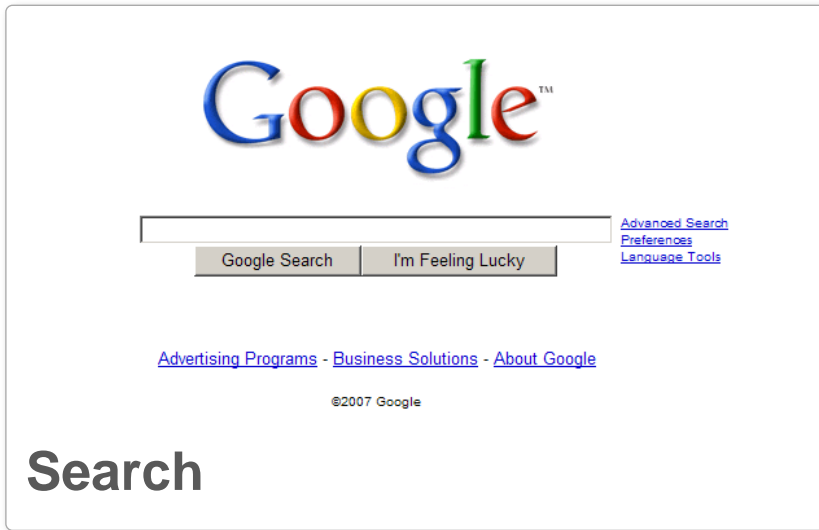 Google™
Advanced Search
Preferences
Language Tools
Google Search I'm Feeling Lucky
Advertising Programs - Business Solutions - About Google
©2007 Google
Search